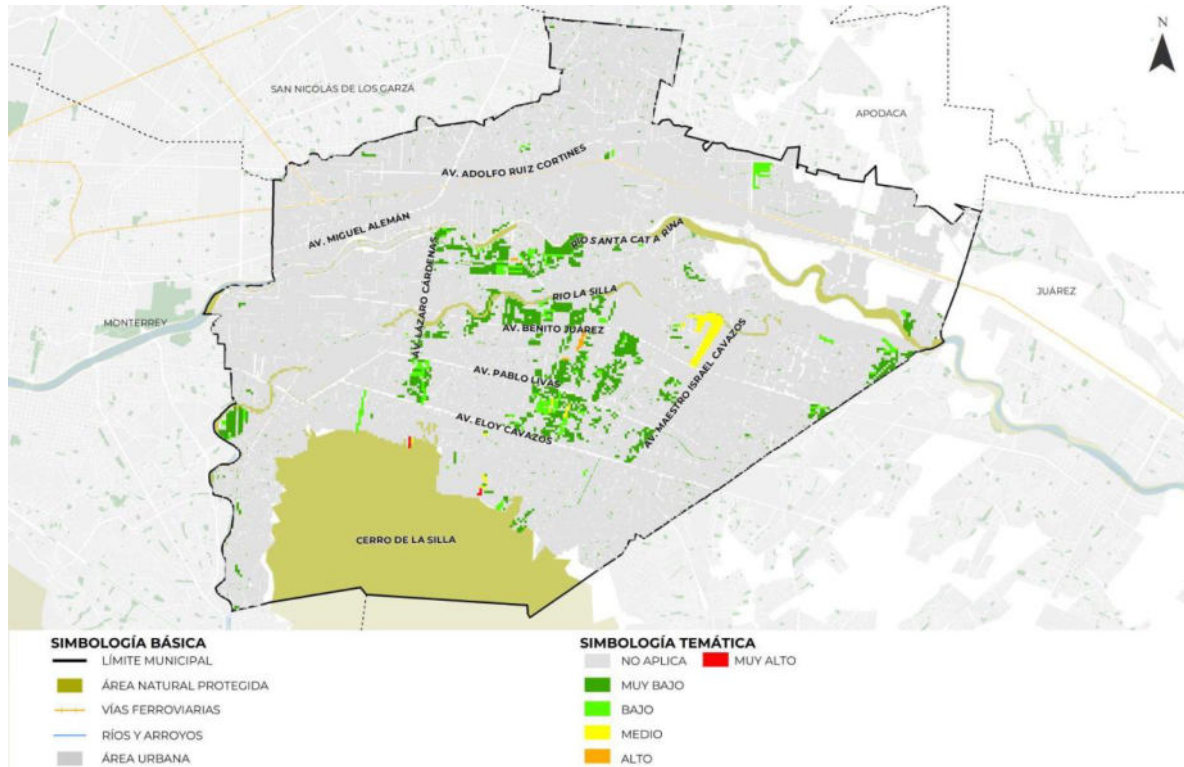 N
SAN NICOLÁS DE LOS GARZA
APODACA
AV. ADOLFO RUIZ CORTINES
AV. MIGUEL ALEMÁN
RÍO SANTA CATARINA
AV. LÁZARO CÁRDENAS
RIO LA SILLA
JUÁREZ
MONTERREY
AV. BENITO JUAREZ
AV. MAESTRO ISRAEL CAVAZOS
AV. PABLO LIVAS
AV. ELOY CAVAZOS
CERRO DE LA SILLA
SIMBOLOGÍA BÁSICA
LÍMITE MUNICIPAL
ÁREA NATURAL PROTEGIDA
VÍAS FERROVIARIAS
RÍOS Y ARROYOS
ÁREA URBANA
SIMBOLOGÍA TEMÁTICA
NO APLICA
MUY ALTO
MUY BAJO
BAJO
MEDIO
ALTO